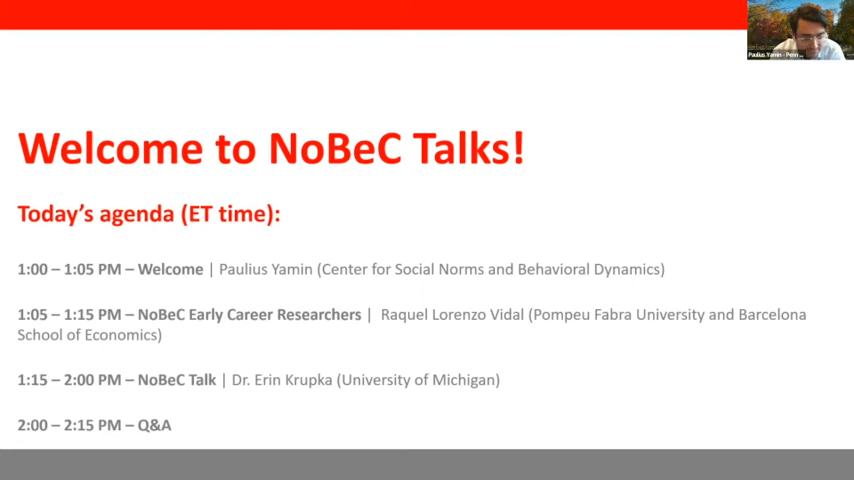 Paulius Yamin - Penn ...
Welcome to NoBeC Talks!
Today's agenda (ET time):
1:00 – 1:05 PM – Welcome | Paulius Yamin (Center for Social Norms and Behavioral Dynamics)
1:05 – 1:15 PM – NoBeC Early Career Researchers | Raquel Lorenzo Vidal (Pompeu Fabra University and Barcelona
School of Economics)
1:15 – 2:00 PM – NoBeC Talk | Dr. Erin Krupka (University of Michigan)
2:00 – 2:15 PM – Q&A